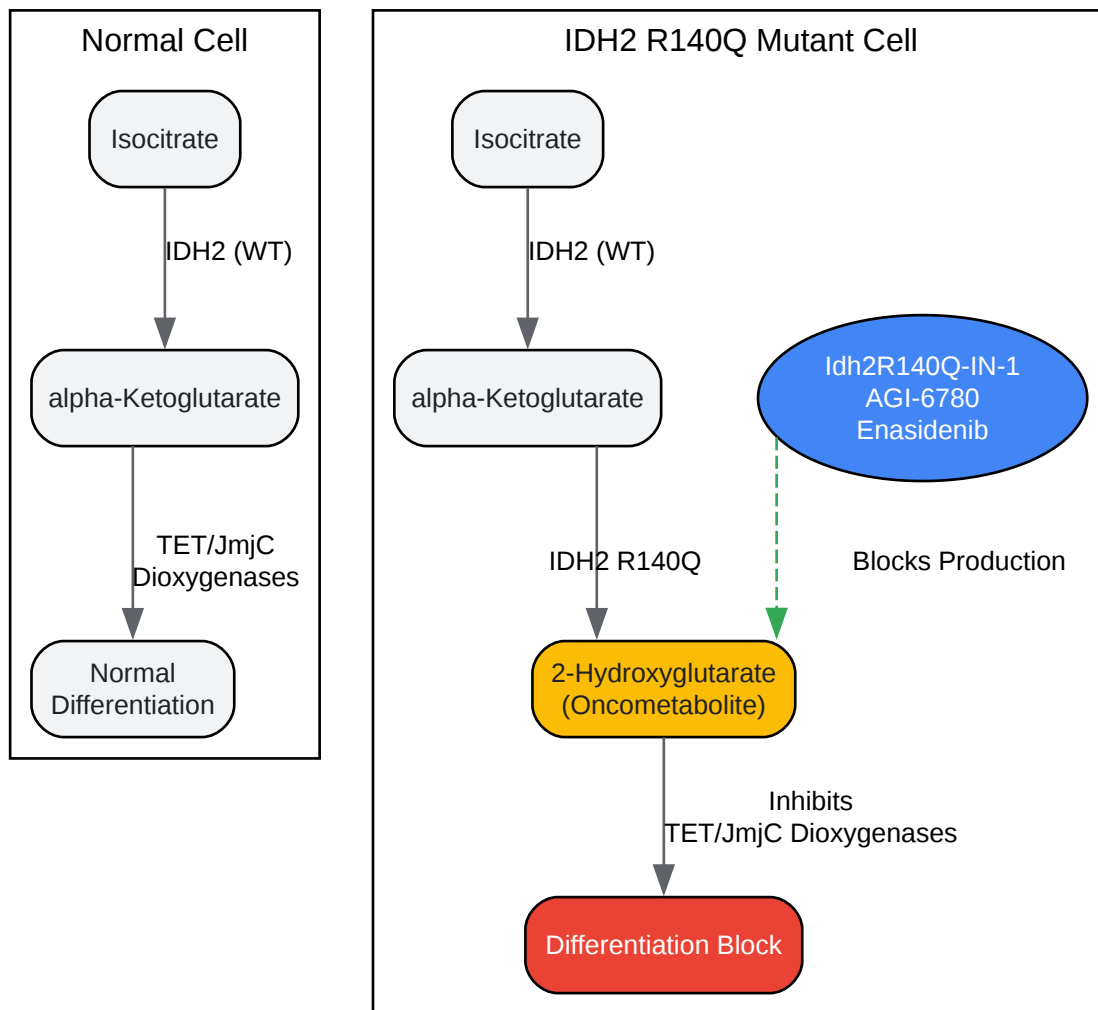 Normal Cell
Isocitrate
IDH2 (WT)
alpha-Ketoglutarate
TET/JmjC
Dioxygenases
Normal
Differentiation
IDH2 R140Q Mutant Cell
Isocitrate
IDH2 (WT)
alpha-Ketoglutarate
Idh2R140Q-IN-1
AGI-6780
Enasidenib
IDH2 R140Q
Blocks Production
2-Hydroxyglutarate
(Oncometabolite)
Inhibits
TET/JmjC Dioxygenases
Differentiation Block